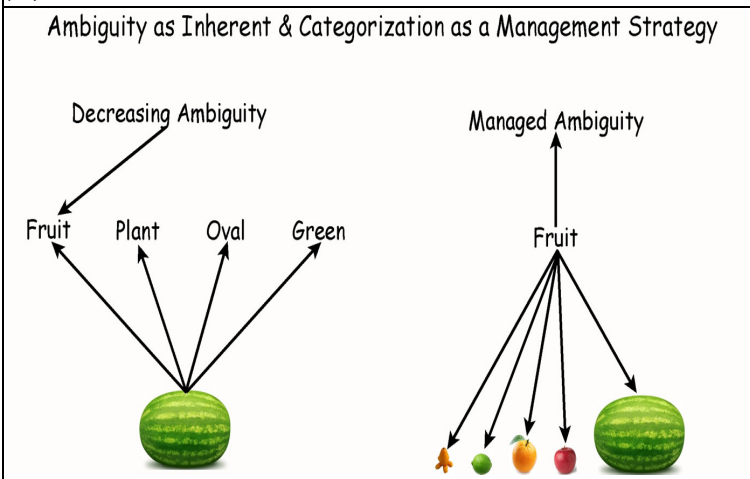 Ambiguity as Inherent & Categorization as a Management Strategy
Decreasing Ambiguity
Managed Ambiguity
Fruit
Plant
Oval
Green
Fruit